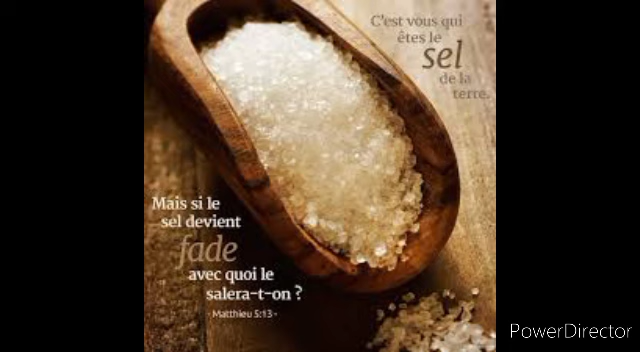 C'est vous qui
êtes le
sel
de la
terre.
Mais si le
sel devient
fade
avec quoi le
salera-t-on ?
· Matthieu 5:13 ·
PowerDirector